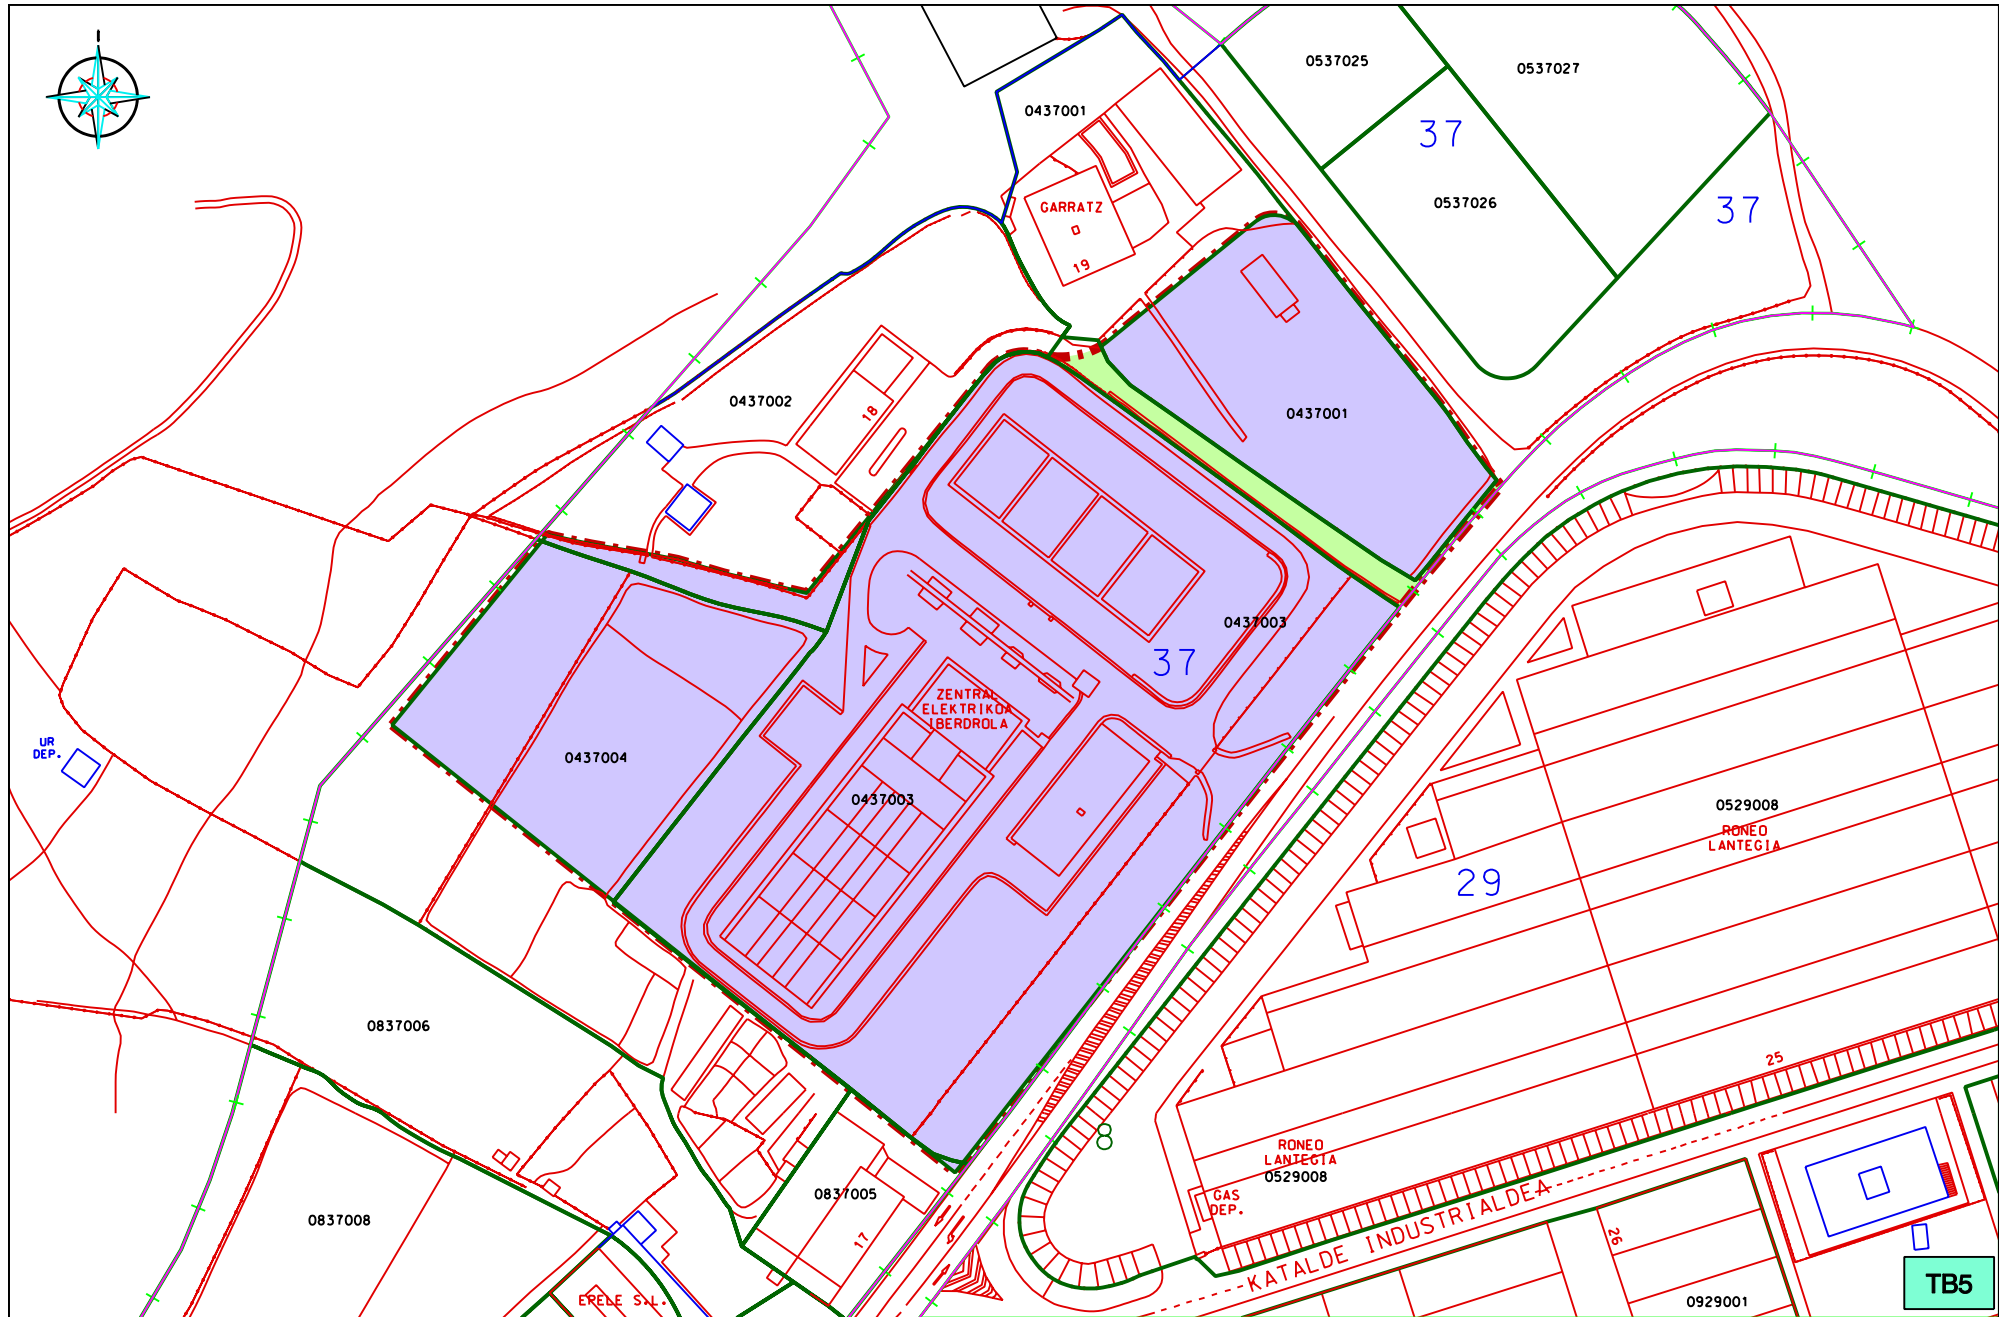 0537025
0537027
0437001
37
0537026
37
GARRATZ
19
0437002
18
0437001
0437003
37
ZENTRAL
ELEKTRIKOA
IBERDROLA
UR
DEP.
0437004
0437003
0529008
RONEO
LANTEGIA
29
0837006
25
8
RONEO
LANTEGIA
0529008
0837005
GAS
DEP.
KATALDE INDUSTRIALDEA
0837008
17
26
EPELE S.L.
0929001
TB5